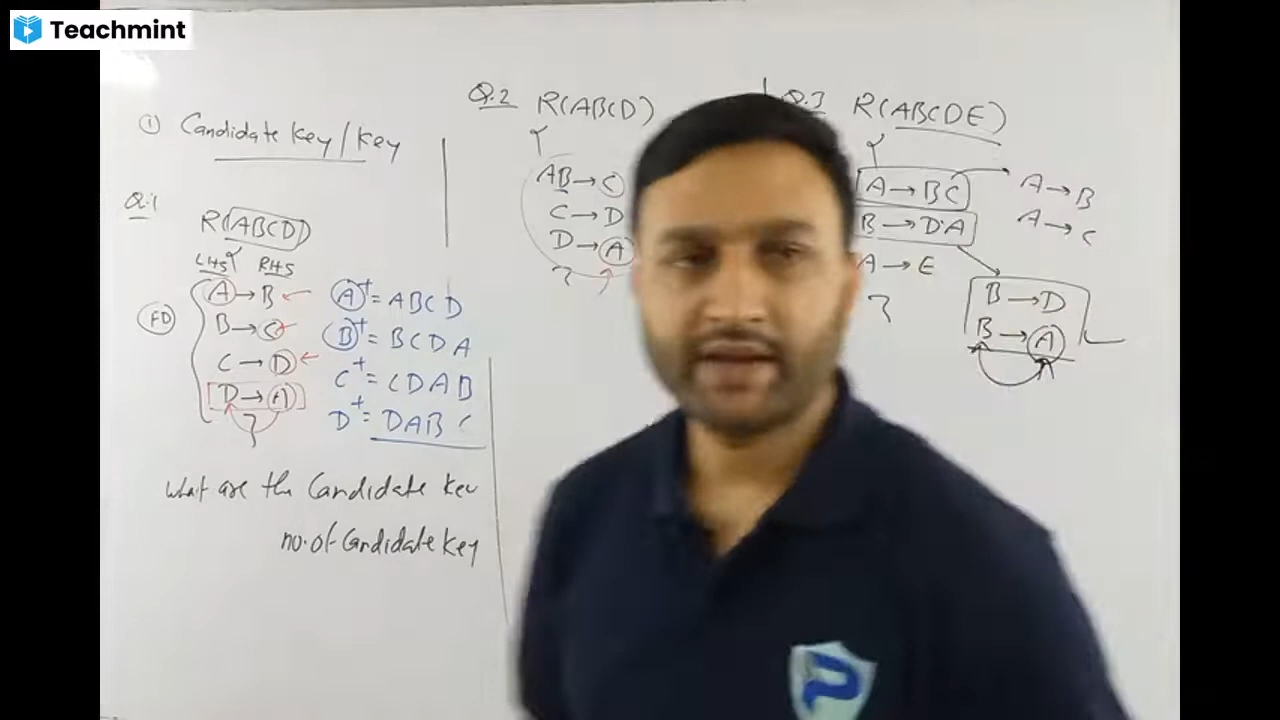 Teachmint
① Candidate Key/Key
Q.1
R(ABCD)
LHS RHS
FD
A→B
B→C
C→D
D→A
A⁺= ABCD
B⁺= BCDA
C⁺= CDAB
D⁺= DABC
What are the Candidate Key
no. of Candidate Key
Q.2 R(ABCD)
{
AB→C
C→D
D→A
}
Q.3 R(ABCDE)
{
A→BC
B→DA
A→E
}
A→B
A→C
B→D
B→A